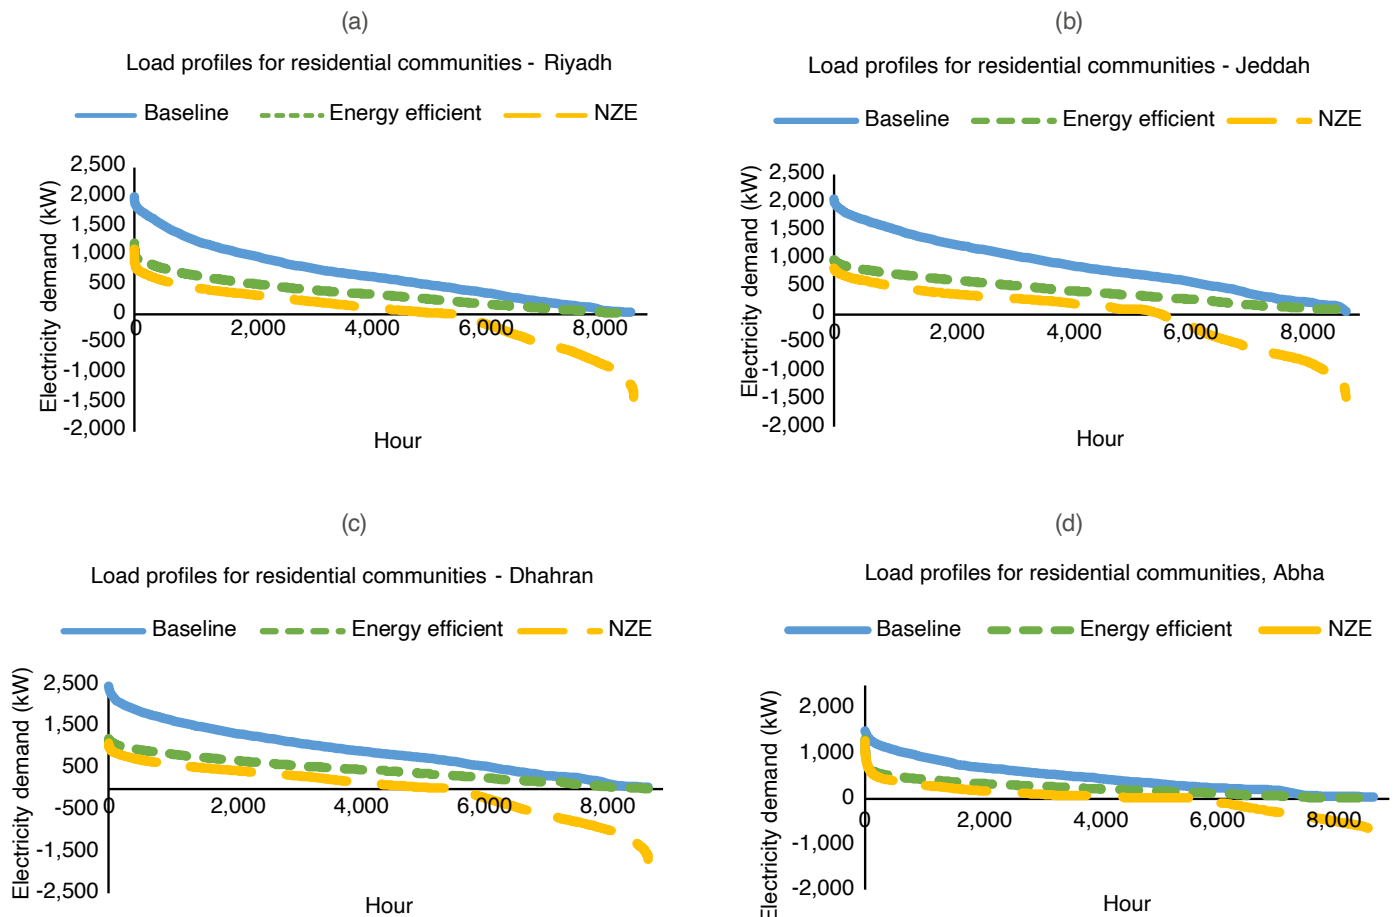 (a)
Load profiles for residential communities - Riyadh
Baseline Energy efficient NZE
Electricity demand (kW)
2,500
2,000
1,500
1,000
500
0
-500
-1,000
-1,500
-2,000
0 2,000 4,000 6,000 8,000
Hour
(b)
Load profiles for residential communities - Jeddah
Baseline Energy efficient NZE
Electricity demand (kW)
2,500
2,000
1,500
1,000
500
0
-500
-1,000
-1,500
-2,000
0 2,000 4,000 6,000 8,000
Hour
(c)
Load profiles for residential communities - Dhahran
Baseline Energy efficient NZE
Electricity demand (kW)
2,500
1,500
500
-500
-1,500
-2,500
0 2,000 4,000 6,000 8,000
Hour
(d)
Load profiles for residential communities, Abha
Baseline Energy efficient NZE
Electricity demand (kW)
2,000
1,000
0
-1,000
-2,000
0 2,000 4,000 6,000 8,000
Hour